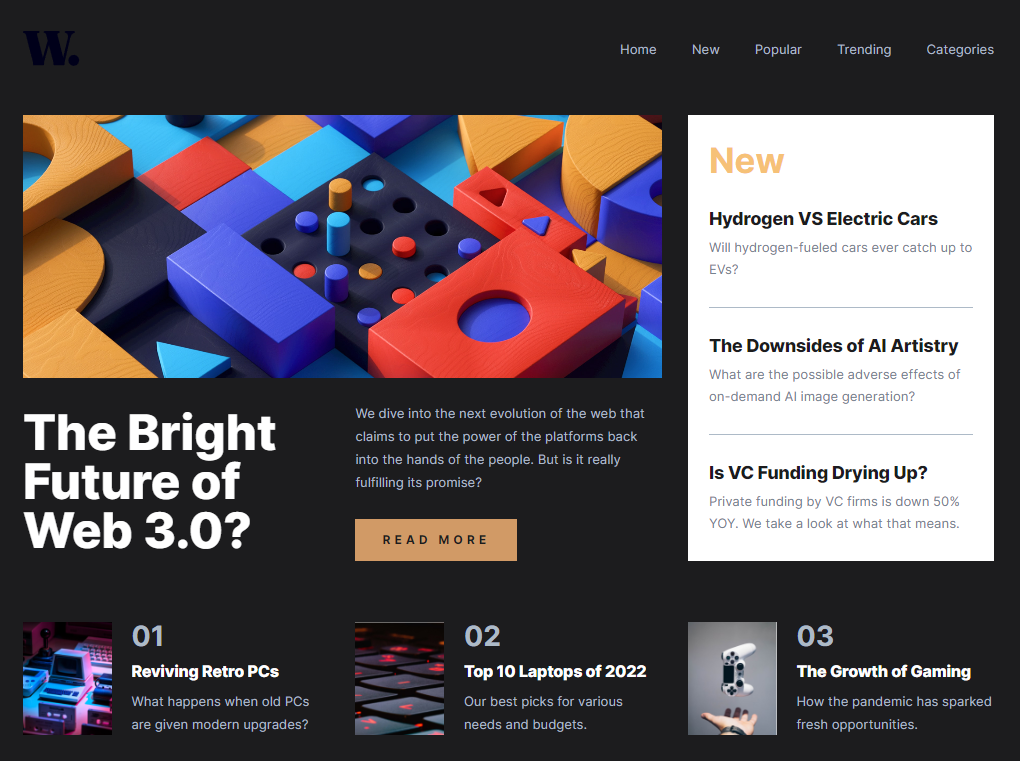 W.
Home New Popular Trending Categories
The Bright
Future of
Web 3.0?
We dive into the next evolution of the web that
claims to put the power of the platforms back
into the hands of the people. But is it really
fulfilling its promise?
READ MORE
New
Hydrogen VS Electric Cars
Will hydrogen-fueled cars ever catch up to
EVs?
The Downsides of AI Artistry
What are the possible adverse effects of
on-demand AI image generation?
Is VC Funding Drying Up?
Private funding by VC firms is down 50%
YOY. We take a look at what that means.
01
Reviving Retro PCs
What happens when old PCs
are given modern upgrades?
02
Top 10 Laptops of 2022
Our best picks for various
needs and budgets.
03
The Growth of Gaming
How the pandemic has sparked
fresh opportunities.